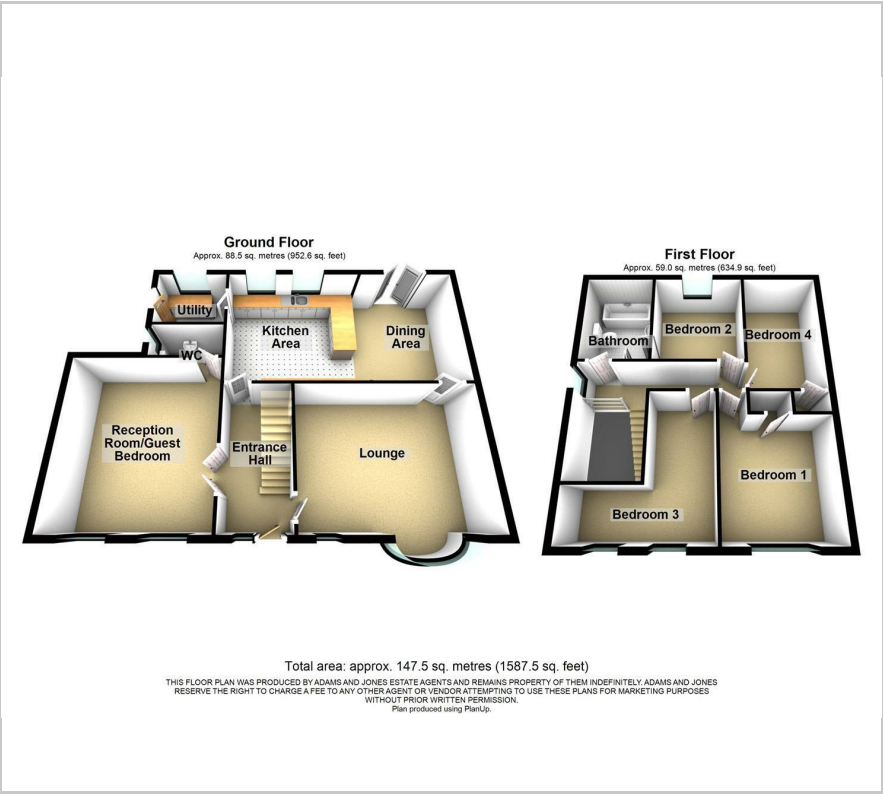 Ground Floor
Approx. 88.5 sq. metres (952.6 sq. feet)
Utility
WC
Kitchen
Area
Dining
Area
Reception
Room/Guest
Bedroom
Entrance
Hall
Lounge
First Floor
Approx. 59.0 sq. metres (634.9 sq. feet)
Bathroom
Bedroom 2
Bedroom 4
Bedroom 1
Bedroom 3
Total area: approx. 147.5 sq. metres (1587.5 sq. feet)
THIS FLOOR PLAN WAS PRODUCED BY ADAMS AND JONES ESTATE AGENTS AND REMAINS PROPERTY OF THEM INDEFINITELY. ADAMS AND JONES
RESERVE THE RIGHT TO CHARGE A FEE TO ANY OTHER AGENT OR VENDOR ATTEMPTING TO USE THESE PLANS FOR MARKETING PURPOSES
WITHOUT PRIOR WRITTEN PERMISSION.
Plan produced using PlanUp.